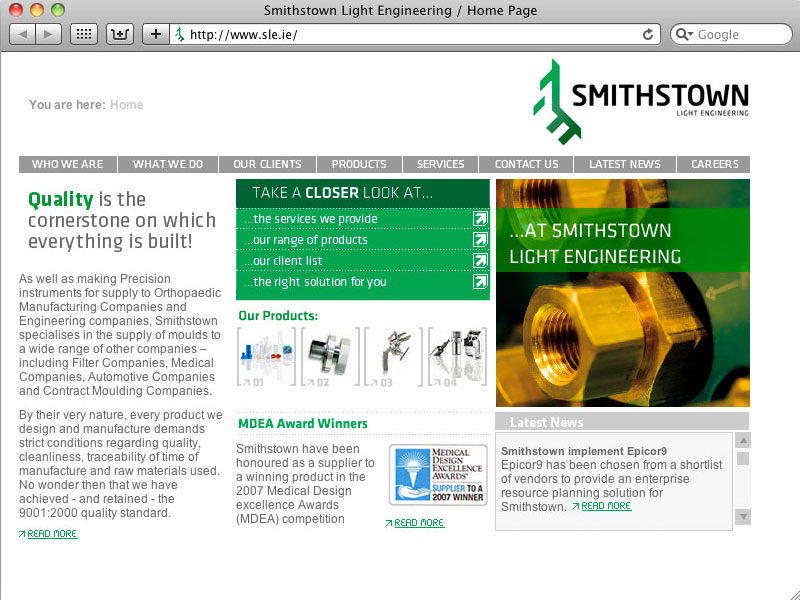 Smithstown Light Engineering / Home Page
http://www.sle.ie/
Google
You are here: Home
SMITHSTOWN
LIGHT ENGINEERING
WHO WE ARE
WHAT WE DO
OUR CLIENTS
PRODUCTS
SERVICES
CONTACT US
LATEST NEWS
CAREERS
Quality is the
cornerstone on which
everything is built!
As well as making Precision
instruments for supply to Orthopaedic
Manufacturing Companies and
Engineering companies, Smithstown
specialises in the supply of moulds to
a wide range of other companies –
including Filter Companies, Medical
Companies, Automotive Companies
and Contract Moulding Companies.
By their very nature, every product we
design and manufacture demands
strict conditions regarding quality,
cleanliness, traceability of time of
manufacture and raw materials used.
No wonder then that we have
achieved - and retained - the
9001:2000 quality standard.
READ MORE
TAKE A CLOSER LOOK AT...
...the services we provide
...our range of products
...our client list
...the right solution for you
Our Products:
01
02
03
04
MDEA Award Winners
Smithstown have been
honoured as a supplier to
a winning product in the
2007 Medical Design
excellence Awards
(MDEA) competition
MEDICAL
DESIGN
EXCELLENCE
AWARDS
SUPPLIER TO A
2007 WINNER
READ MORE
...AT SMITHSTOWN
LIGHT ENGINEERING
Latest News
Smithstown implement Epicor9
Epicor9 has been chosen from a shortlist
of vendors to provide an enterprise
resource planning solution for
Smithstown. READ MORE